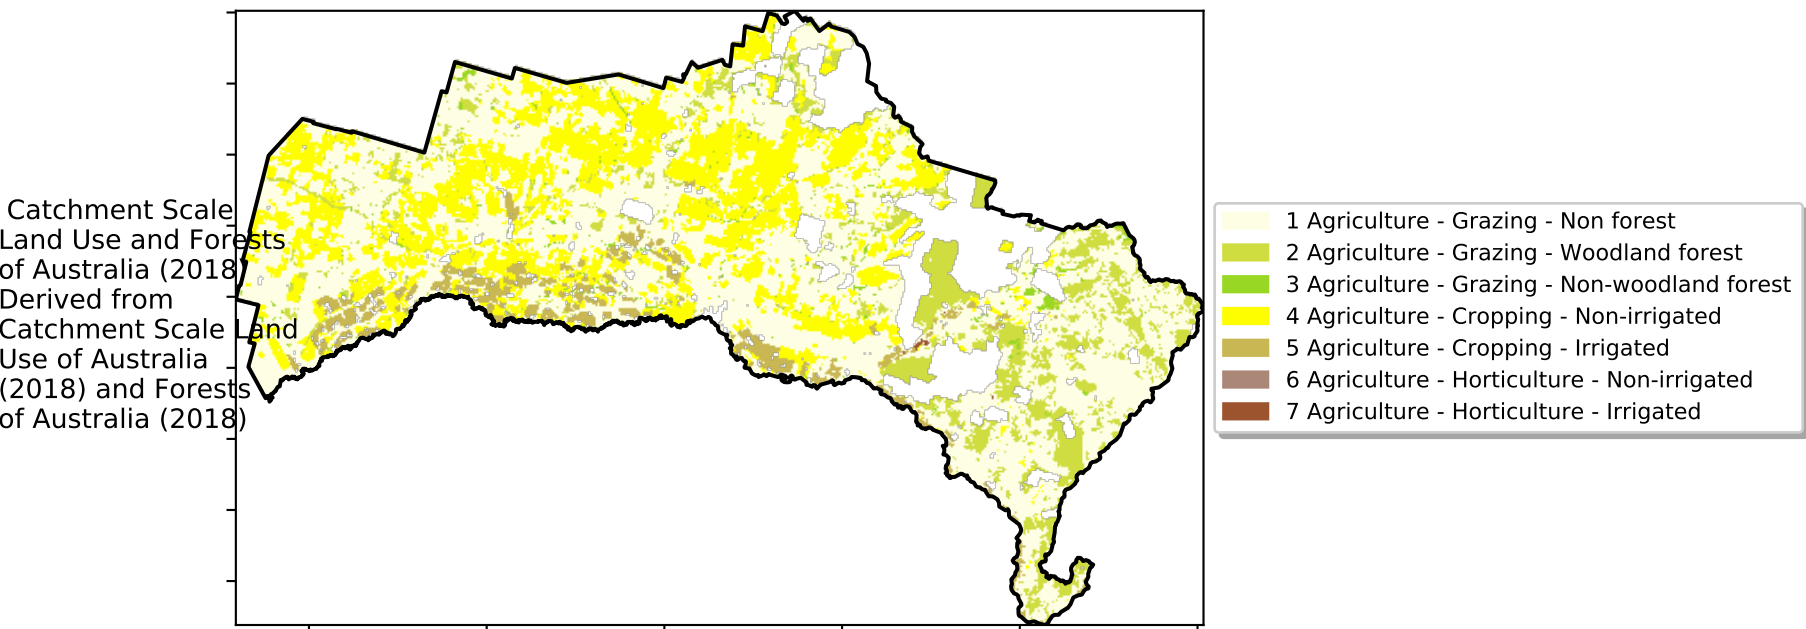 Catchment Scale
Land Use and Forests
of Australia (2018)
Derived from
Catchment Scale Land
Use of Australia
(2018) and Forests
of Australia (2018)
1 Agriculture - Grazing - Non forest
2 Agriculture - Grazing - Woodland forest
3 Agriculture - Grazing - Non-woodland forest
4 Agriculture - Cropping - Non-irrigated
5 Agriculture - Cropping - Irrigated
6 Agriculture - Horticulture - Non-irrigated
7 Agriculture - Horticulture - Irrigated